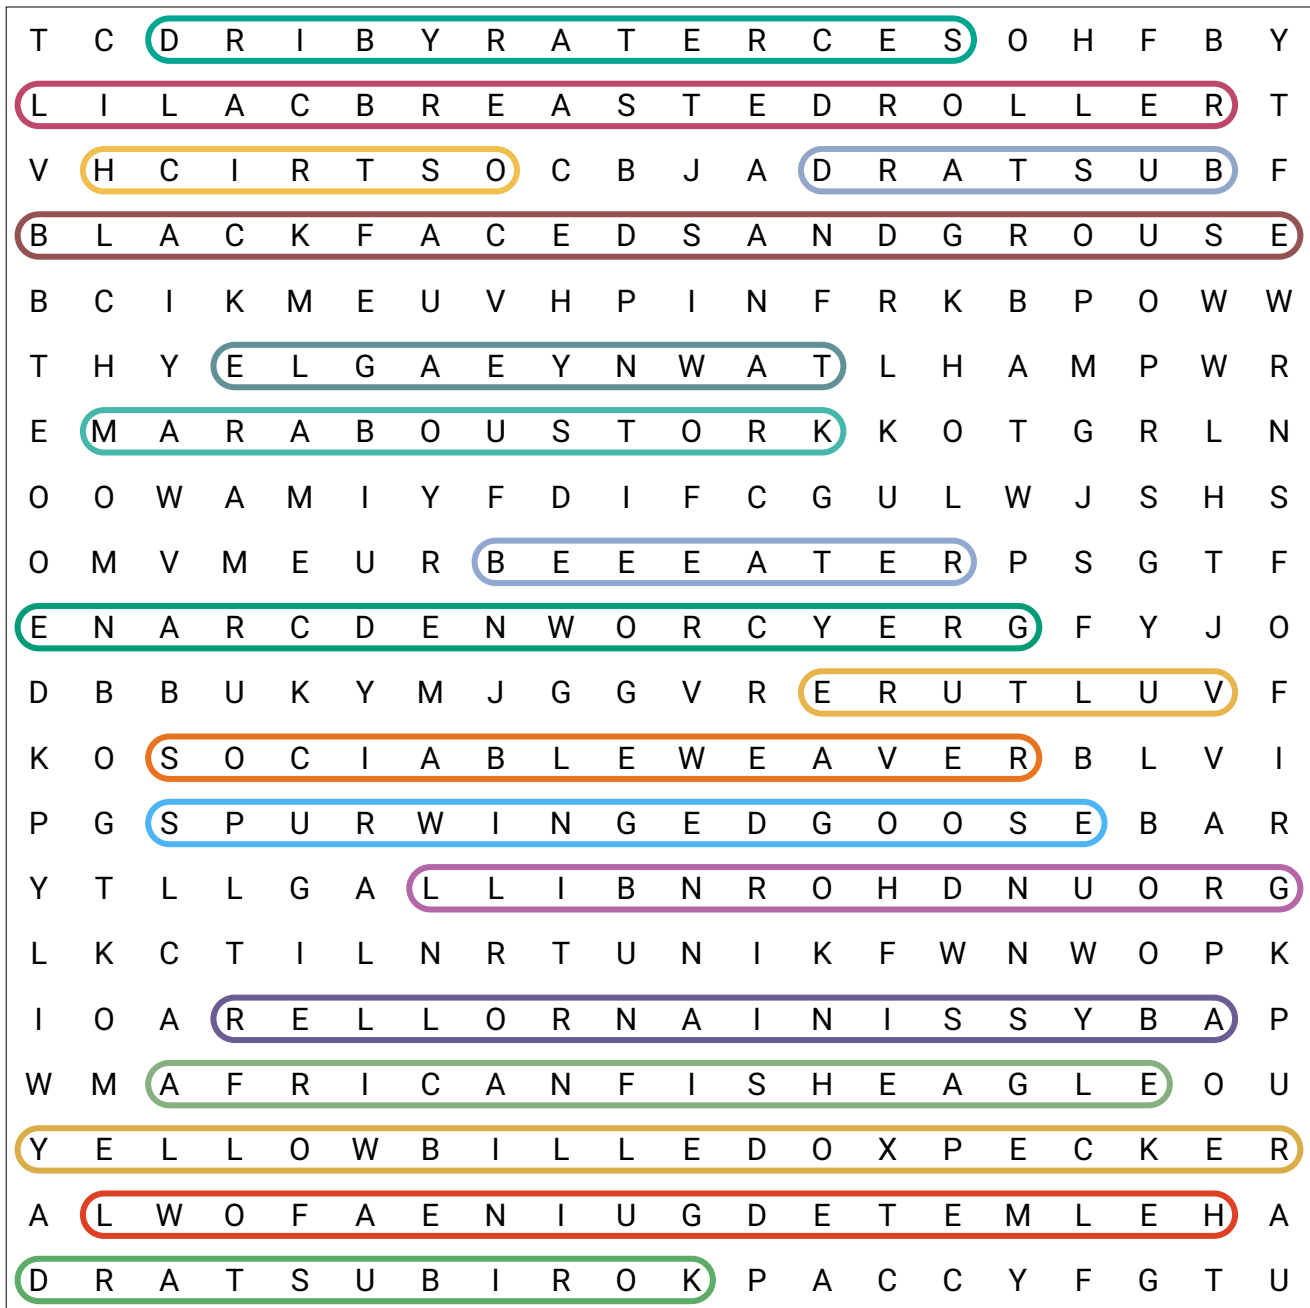 T C D R I B Y R A T E R C E S O H F B Y
L I L A C B R E A S T E D R O L L E R T
V H C I R T S O C B J A D R A T S U B F
B L A C K F A C E D S A N D G R O U S E
B C I K M E U V H P I N F R K B P O W W
T H Y E L G A E Y N W A T L H A M P W R
E M A R A B O U S T O R K K O T G R L N
O O W A M I Y F D I F C G U L W J S H S
O M V M E U R B E E E A T E R P S G T F
E N A R C D E N W O R C Y E R G F Y J O
D B B U K Y M J G G V R E R U T L U V F
K O S O C I A B L E W E A V E R B L V I
P G S P U R W I N G E D G O O S E B A R
Y T L L G A L L I B N R O H D N U O R G
L K C T I L N R T U N I K F W N W O P K
I O A R E L L O R N A I N I S S Y B A P
W M A F R I C A N F I S H E A G L E O U
Y E L L O W B I L L E D O X P E C K E R
A L W O F A E N I U G D E T E M L E H A
D R A T S U B I R O K P A C C Y F G T U